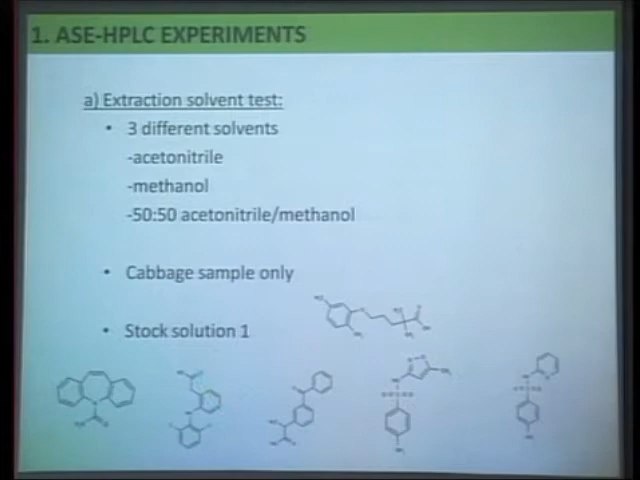 1. ASE-HPLC EXPERIMENTS
a) Extraction solvent test:
• 3 different solvents
-acetonitrile
-methanol
-50:50 acetonitrile/methanol
• Cabbage sample only
• Stock solution 1